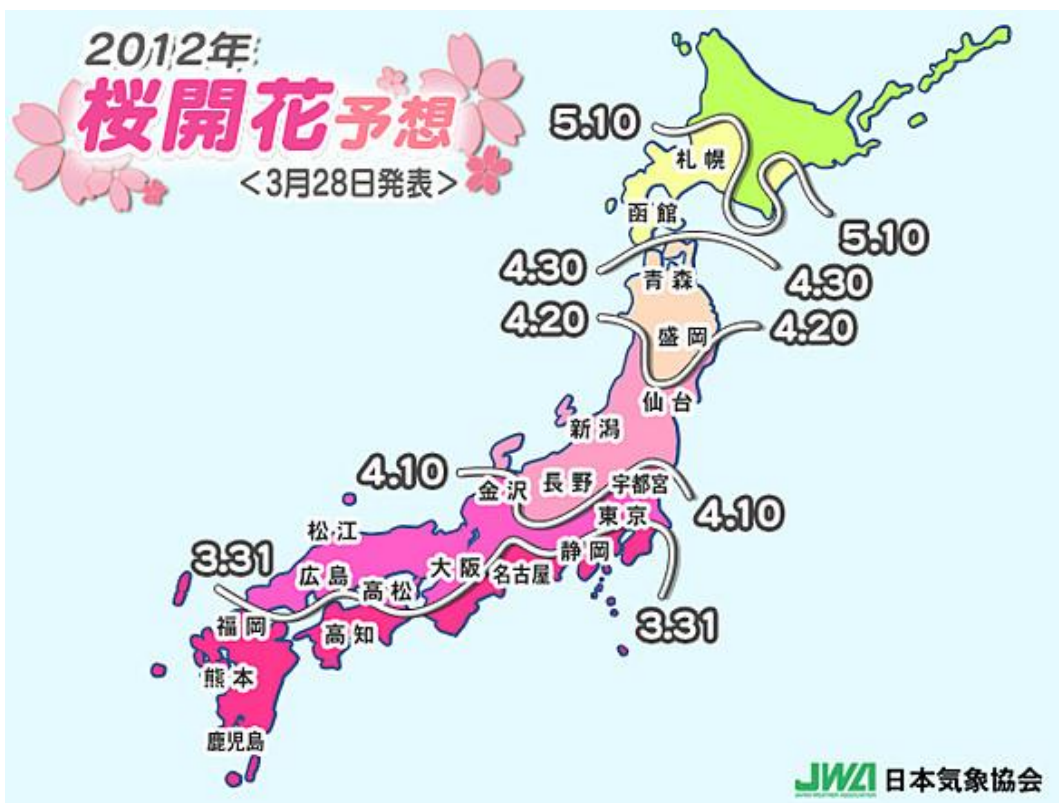 2012年
桜開花予想
<3月28日発表>
5.10
札幌
函館
5.10
4.30
青森
4.30
4.20
盛岡
4.20
仙台
新潟
4.10
金沢
長野
宇都宮
4.10
東京
松江
3.31
広島
高松
大阪
名古屋
静岡
3.31
福岡
高知
熊本
鹿児島
JWA 日本気象協会